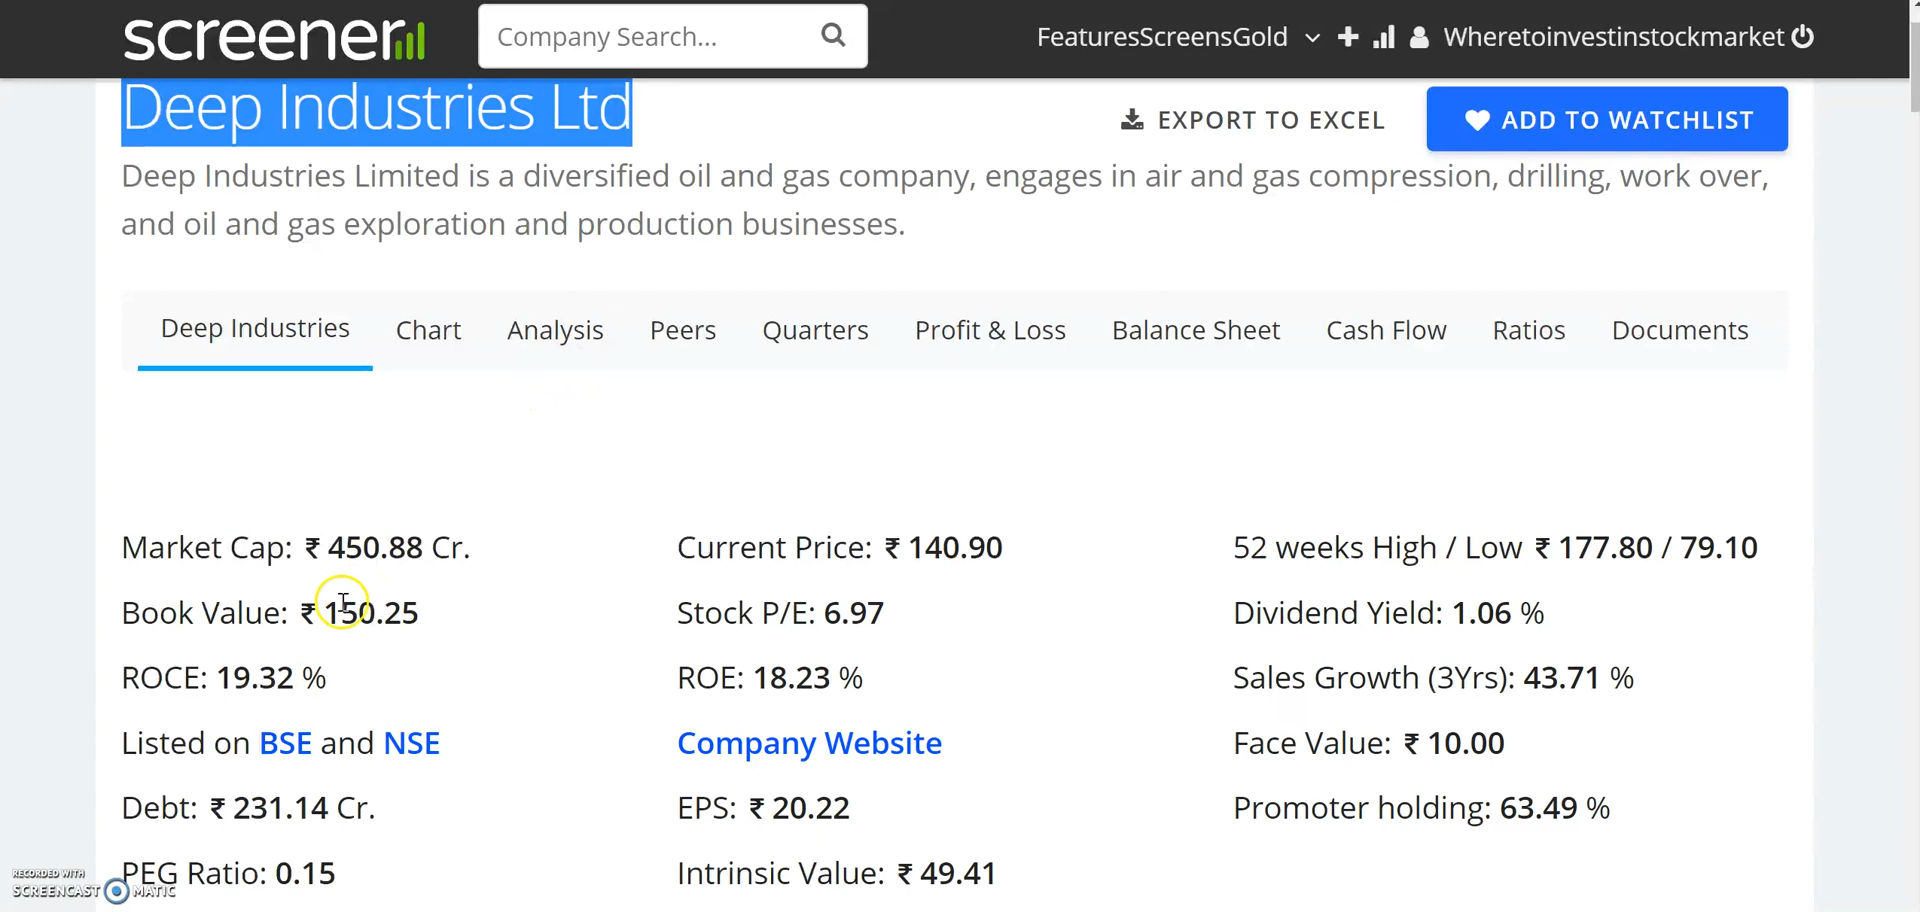 screener
Company Search...
FeaturesScreensGold
Wheretoinvestinstockmarket
Deep Industries Ltd
EXPORT TO EXCEL
ADD TO WATCHLIST
Deep Industries Limited is a diversified oil and gas company, engages in air and gas compression, drilling, work over,
and oil and gas exploration and production businesses.
Deep Industries Chart Analysis Peers Quarters Profit & Loss Balance Sheet Cash Flow Ratios Documents
Market Cap: ₹ 450.88 Cr. Current Price: ₹ 140.90 52 weeks High / Low ₹ 177.80 / 79.10
Book Value: ₹ 150.25 Stock P/E: 6.97 Dividend Yield: 1.06 %
ROCE: 19.32 % ROE: 18.23 % Sales Growth (3Yrs): 43.71 %
Listed on BSE and NSE Company Website Face Value: ₹ 10.00
Debt: ₹ 231.14 Cr. EPS: ₹ 20.22 Promoter holding: 63.49 %
PEG Ratio: 0.15 Intrinsic Value: ₹ 49.41
RECORDED WITH
SCREENCAST MATIC